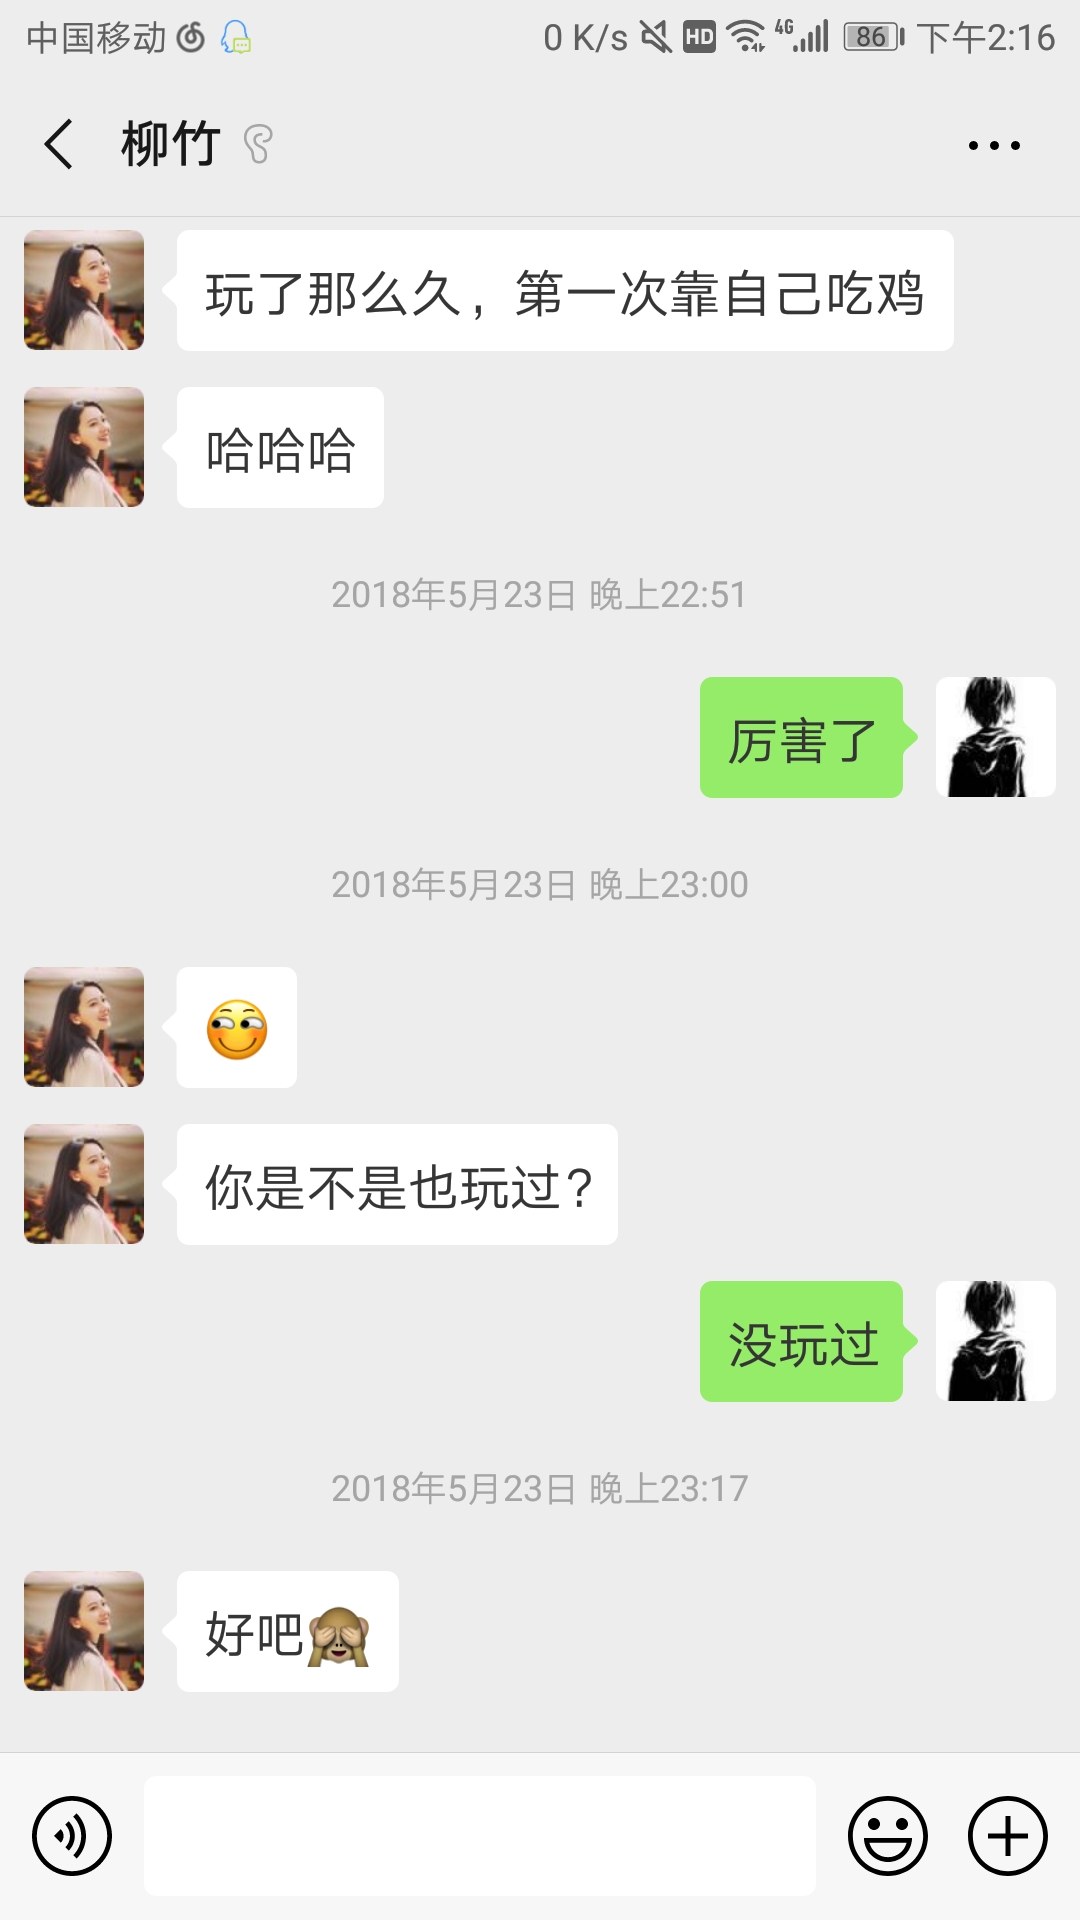 中国移动 0 K/s HD 4G 86 下午2:16
柳竹
玩了那么久，第一次靠自己吃鸡
哈哈哈
2018年5月23日 晚上22:51
厉害了
2018年5月23日 晚上23:00
你是不是也玩过？
没玩过
2018年5月23日 晚上23:17
好吧🙈